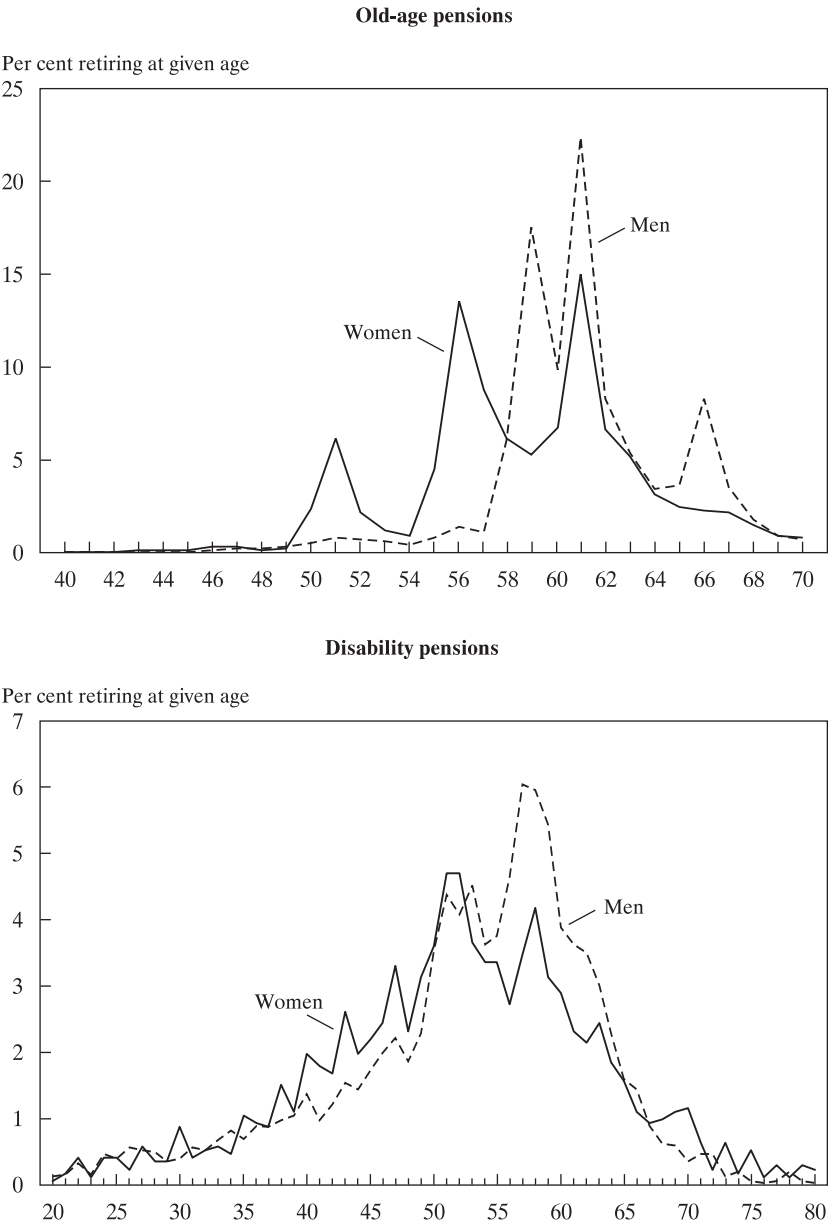 Old-age pensions
Per cent retiring at given age
25
20
15
10
5
0
Men
Women
40 42 44 46 48 50 52 54 56 58 60 62 64 66 68 70
Disability pensions
Per cent retiring at given age
7
6
5
4
3
2
1
0
Men
Women
20 25 30 35 40 45 50 55 60 65 70 75 80